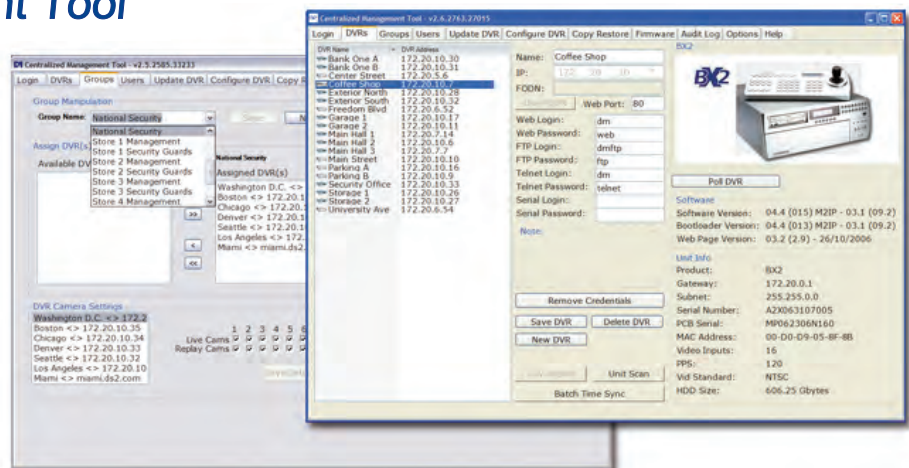 nt Tool
Centralized Management Tool - v2.5.2585.33233
Login DVRs Groups Users Update DVR Configure DVR Copy R
Group Manipulation
Group Name: National Security
National Security
Store 1 Management
Store 1 Security Guards
Store 2 Management
Store 2 Security Guards
Store 3 Management
Store 3 Security Guards
Store 4 Management
Assign DVR(s)
Available DV
National Security
Assigned DVR(s)
Washington D.C. <>
Boston <> 172.20.
Chicago <> 172.20.
Denver <> 172.20.1
Seattle <> 172.20.1
Los Angeles <> 172.
Miami <> miami.ds2.
>>
<
<<
DVR Camera Settings
Washington D.C. <> 172.2
Boston <> 172.20.10.35
Chicago <> 172.20.10.34
Denver <> 172.20.10.33
Seattle <> 172.20.10.32
Los Angeles <> 172.20.10
Miami <> miami.ds2.com
1 2 3 4 5 6
Live Cams
Replay Cams
Centralized Management Tool - v2.6.2763.27015
Login DVRs Groups Users Update DVR Configure DVR Copy Restore Firmware Audit Log Options Help
DVR Name DVR Address
Bank One A 172.20.10.30
Bank One B 172.20.10.31
Center Street 172.20.5.6
Coffee Shop 172.20.10.7
Exterior North 172.20.10.28
Exterior South 172.20.10.32
Freedom Blvd 172.20.6.52
Garage 1 172.20.10.17
Garage 2 172.20.10.11
Main Hall 1 172.20.7.14
Main Hall 2 172.20.10.6
Main Hall 3 172.20.7.7
Main Street 172.20.10.10
Parking A 172.20.10.16
Parking B 172.20.10.9
Security Office 172.20.10.33
Storage 1 172.20.10.26
Storage 2 172.20.10.27
University Ave 172.20.6.54
Name: Coffee Shop
IP: 172 20 10 7
FQDN:
Web Port: 80
Web Login: dm
Web Password: web
FTP Login: dmftp
FTP Password: ftp
Telnet Login: dm
Telnet Password: telnet
Serial Login:
Serial Password:
Note:
Remove Credentials
Save DVR Delete DVR
New DVR
Unit Scan
Batch Time Sync
BX2
BX2
Poll DVR
Software
Software Version: 04.4 (015) M2IP - 03.1 (09.2)
Bootloader Version: 04.4 (013) M2IP - 03.1 (09.2)
Web Page Version: 03.2 (2.9) - 26/10/2006
Unit Info
Product: BX2
Gateway: 172.20.0.1
Subnet: 255.255.0.0
Serial Number: A2X063107005
PCB Serial: MP062306N160
MAC Address: 00-D0-D9-05-8F-8B
Video Inputs: 16
PPS: 120
Vid Standard: NTSC
HDD Size: 606.25 Gbytes